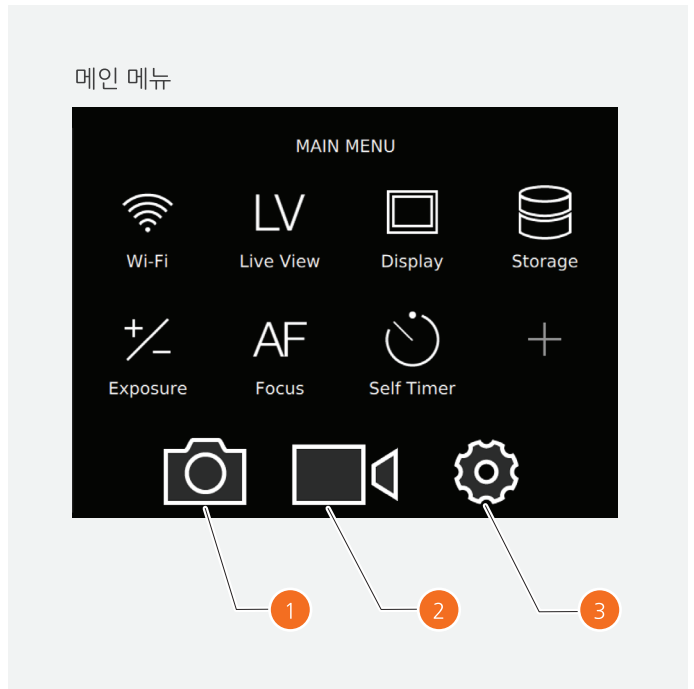 메인 메뉴
MAIN MENU
LV
Wi-Fi Live View Display Storage
+/− AF +
Exposure Focus Self Timer
1 2 3